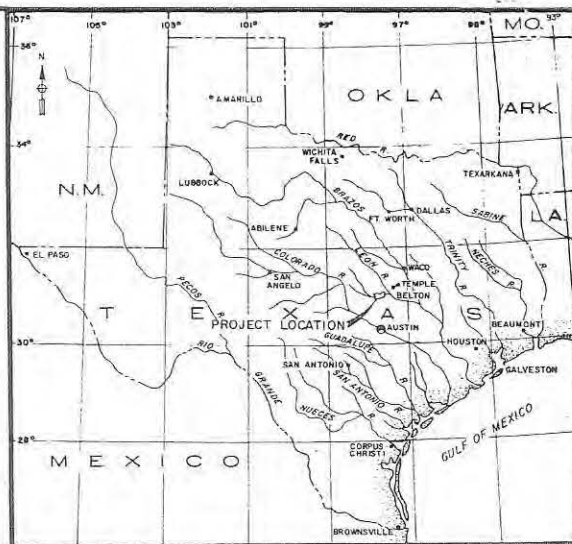 107° 105° 103° 101° 99° 97° 95° 93°
36°
MO.
N
AMARILLO
OKLA
ARK.
34°
RED R.
WICHITA FALLS
TEXARKANA
LUBBOCK
N.M.
BRAZOS R.
FT. WORTH
DALLAS
SABINE R.
LA.
ABILENE
EL PASO
COLORADO R.
LEON R.
WACO
TRINITY R.
NECHES R.
SAN ANGELO
TEMPLE
BELTON
PECOS R.
TEXAS
PROJECT LOCATION
AUSTIN
BEAUMONT
30°
RIO GRANDE
GUADALUPE R.
HOUSTON
SAN ANTONIO
GALVESTON
SAN ANTONIO R.
NUECES R.
28°
GULF OF MEXICO
MEXICO
CORPUS CHRISTI
BROWNSVILLE